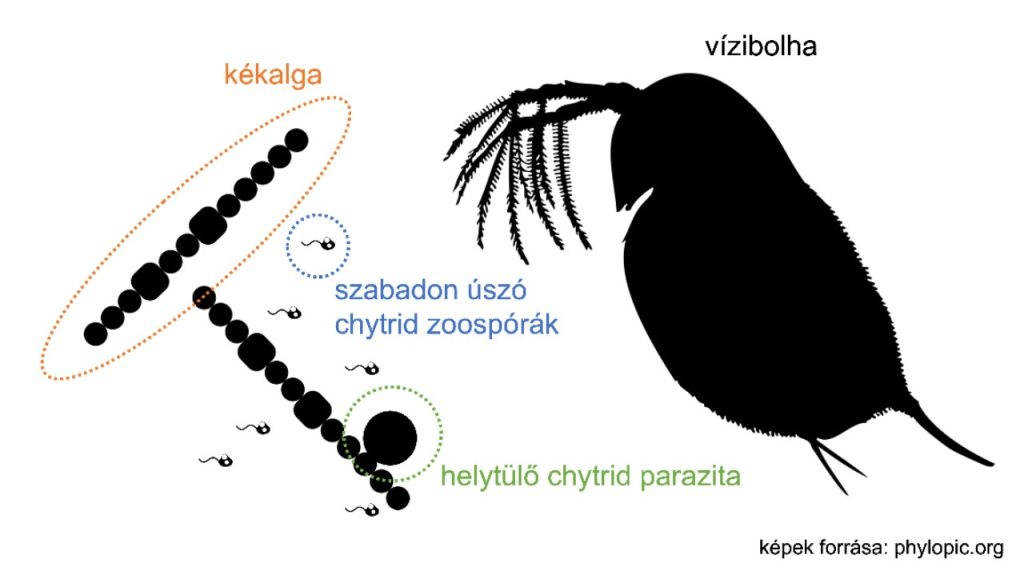 vízibolha
kékalga
szabadon úszó
chytrid zoospórák
helytülő chytrid parazita
képek forrása: phylopic.org